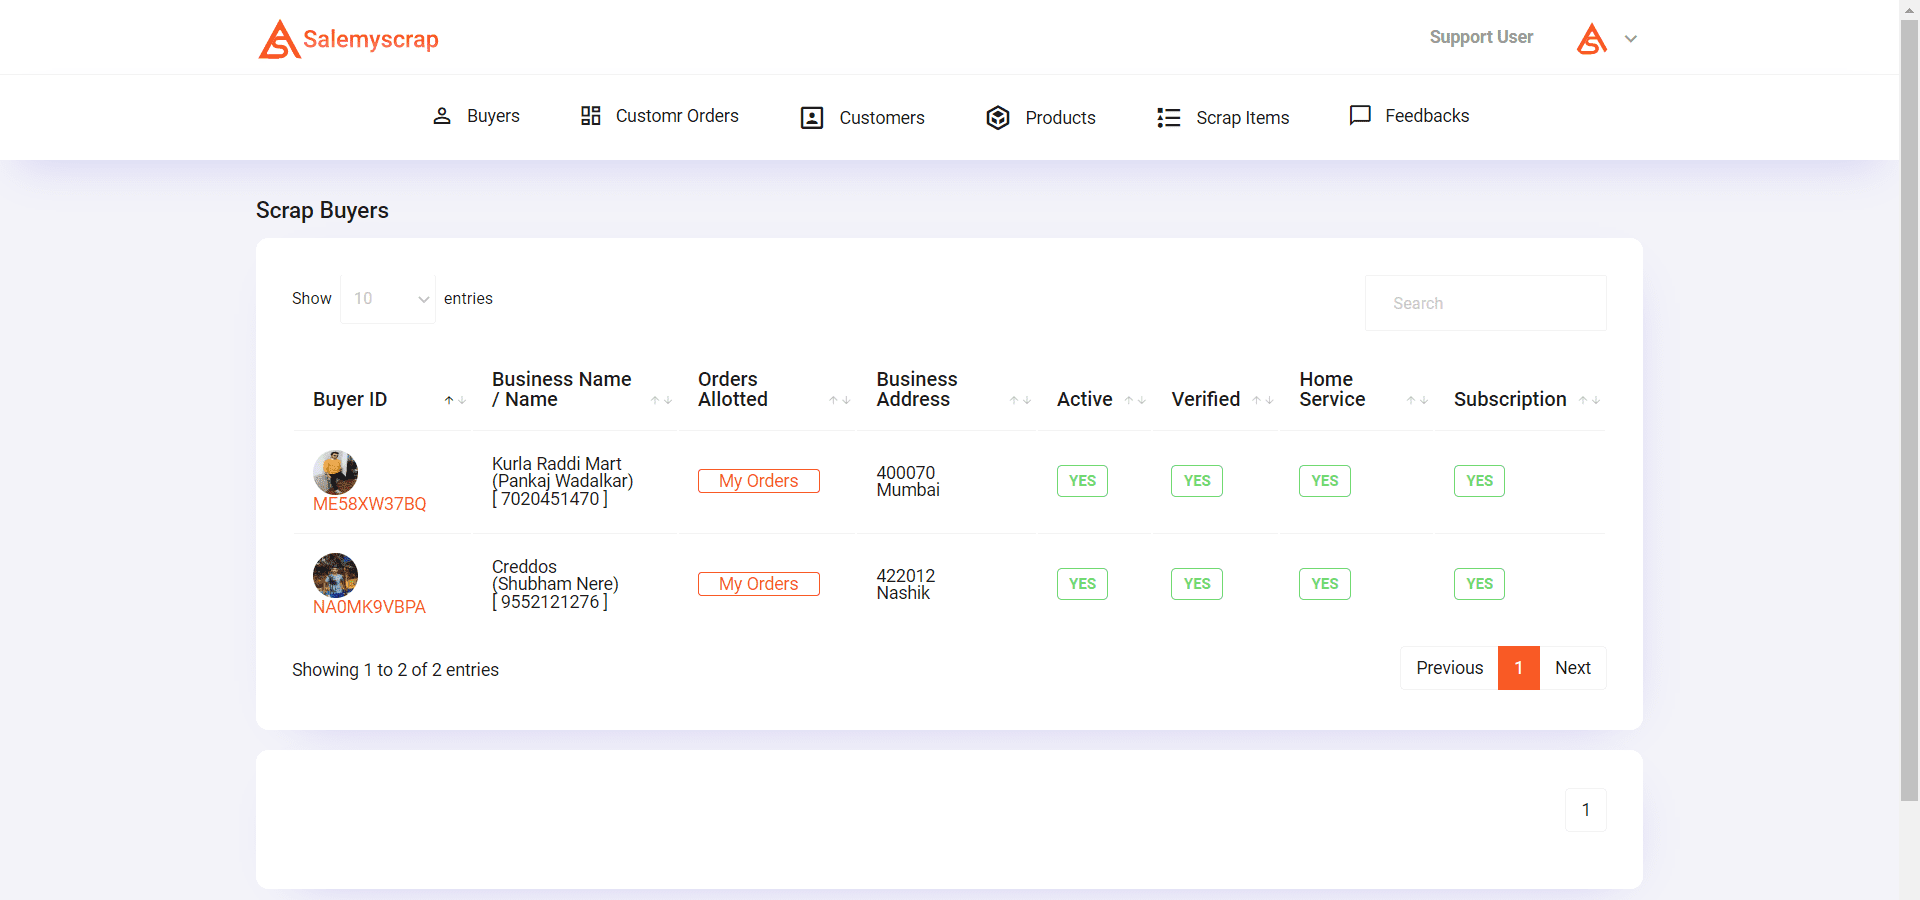 Salemyscrap
Support User
Buyers
Customr Orders
Customers
Products
Scrap Items
Feedbacks
Scrap Buyers
Show 10 entries
Search
Buyer ID
Business Name
/ Name
Orders
Allotted
Business
Address
Active
Verified
Home
Service
Subscription
ME58XW37BQ
Kurla Raddi Mart
(Pankaj Wadalkar)
[ 7020451470 ]
My Orders
400070
Mumbai
YES
YES
YES
YES
NA0MK9VBPA
Creddos
(Shubham Nere)
[ 9552121276 ]
My Orders
422012
Nashik
YES
YES
YES
YES
Showing 1 to 2 of 2 entries
Previous 1 Next
1